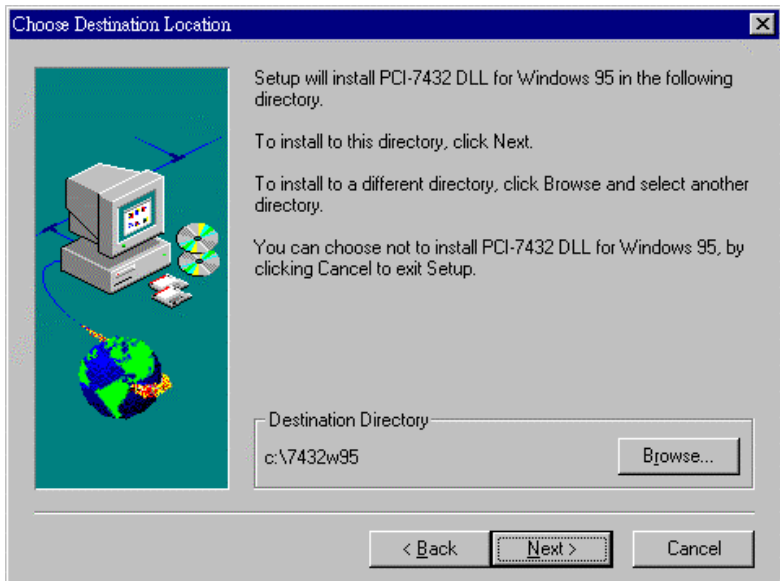 Choose Destination Location
Setup will install PCI-7432 DLL for Windows 95 in the following
directory.
To install to this directory, click Next.
To install to a different directory, click Browse and select another
directory.
You can choose not to install PCI-7432 DLL for Windows 95, by
clicking Cancel to exit Setup.
Destination Directory
c:\7432w95
Browse...
< Back
Next >
Cancel